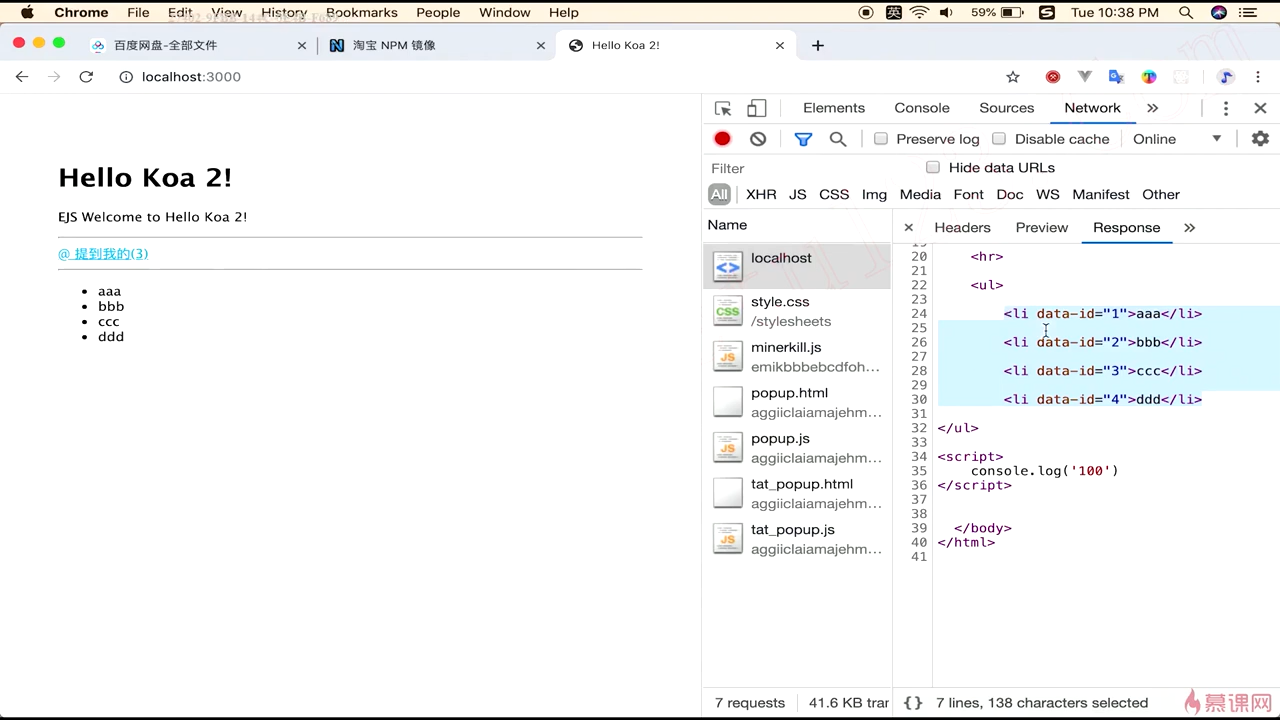 Chrome File Edit View History Bookmarks People Window Help
英 59% Tue 10:38 PM
百度网盘-全部文件
淘宝 NPM 镜像
Hello Koa 2!
localhost:3000
Hello Koa 2!
EJS Welcome to Hello Koa 2!
@ 提到我的(3)
aaa
bbb
ccc
ddd
Elements Console Sources Network
Preserve log Disable cache Online
Filter Hide data URLs
All XHR JS CSS Img Media Font Doc WS Manifest Other
Name
localhost
style.css
/stylesheets
minerkill.js
emikbbbebcdfoh...
popup.html
aggiiclaiamajehm...
popup.js
aggiiclaiamajehm...
tat_popup.html
aggiiclaiamajehm...
tat_popup.js
aggiiclaiamajehm...
7 requests 41.6 KB trar
Headers Preview Response
20 <hr>
21
22 <ul>
23
24 <li data-id="1">aaa</li>
25
26 <li data-id="2">bbb</li>
27
28 <li data-id="3">ccc</li>
29
30 <li data-id="4">ddd</li>
31
32 </ul>
33
34 <script>
35 console.log('100')
36 </script>
37
38
39 </body>
40 </html>
41
{} 7 lines, 138 characters selected
慕课网